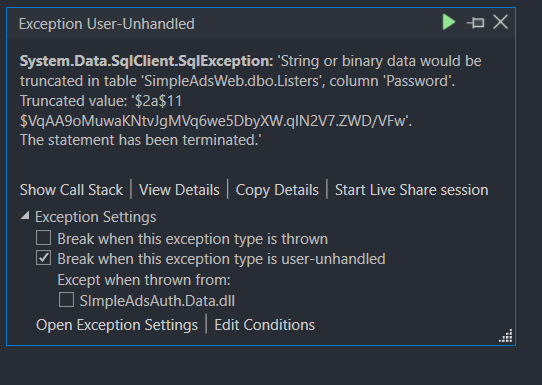 Exception User-Unhandled
System.Data.SqlClient.SqlException: 'String or binary data would be
truncated in table 'SimpleAdsWeb.dbo.Listers', column 'Password'.
Truncated value: '$2a$11
$VqAA9oMuwaKNtvJgMVq6we5DbyXW.qIN2V7.ZWD/VFw'.
The statement has been terminated.'
Show Call Stack | View Details | Copy Details | Start Live Share session
Exception Settings
Break when this exception type is thrown
Break when this exception type is user-unhandled
Except when thrown from:
SImpleAdsAuth.Data.dll
Open Exception Settings | Edit Conditions